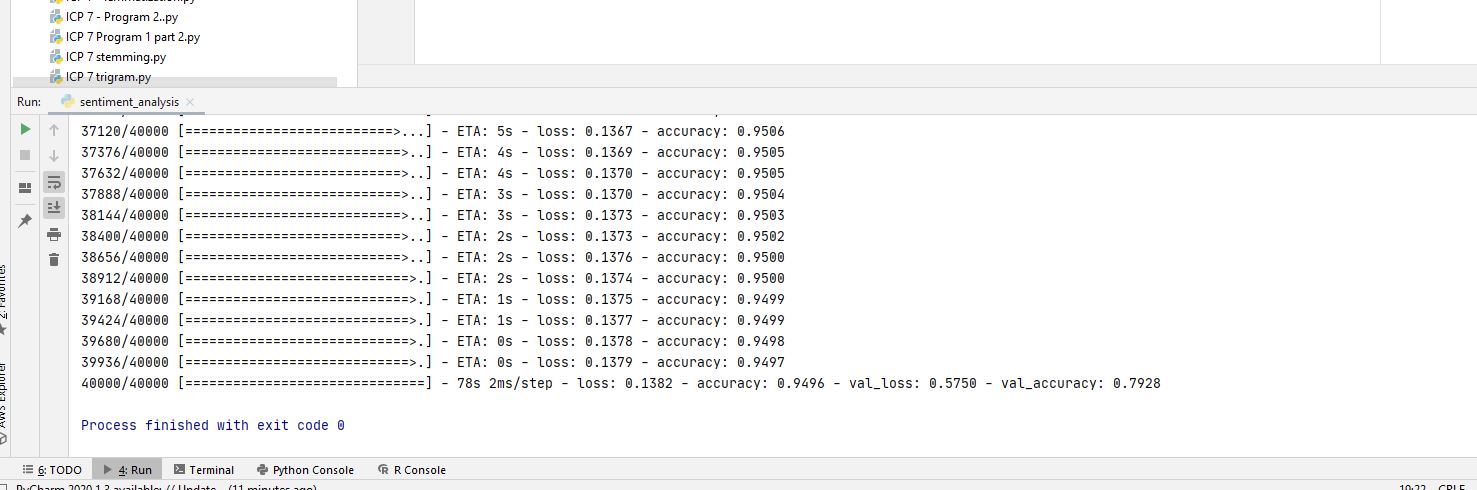 ICP 7 - Program 2..py
ICP 7 Program 1 part 2.py
ICP 7 stemming.py
ICP 7 trigram.py
Run: sentiment_analysis
37120/40000 [==========================>...] - ETA: 5s - loss: 0.1367 - accuracy: 0.9506
37376/40000 [===========================>..] - ETA: 4s - loss: 0.1369 - accuracy: 0.9505
37632/40000 [===========================>..] - ETA: 4s - loss: 0.1370 - accuracy: 0.9505
37888/40000 [===========================>..] - ETA: 3s - loss: 0.1370 - accuracy: 0.9504
38144/40000 [===========================>..] - ETA: 3s - loss: 0.1373 - accuracy: 0.9503
38400/40000 [===========================>..] - ETA: 2s - loss: 0.1373 - accuracy: 0.9502
38656/40000 [===========================>..] - ETA: 2s - loss: 0.1376 - accuracy: 0.9500
38912/40000 [============================>.] - ETA: 2s - loss: 0.1374 - accuracy: 0.9500
39168/40000 [============================>.] - ETA: 1s - loss: 0.1375 - accuracy: 0.9499
39424/40000 [============================>.] - ETA: 1s - loss: 0.1377 - accuracy: 0.9499
39680/40000 [============================>.] - ETA: 0s - loss: 0.1378 - accuracy: 0.9498
39936/40000 [============================>.] - ETA: 0s - loss: 0.1379 - accuracy: 0.9497
40000/40000 [==============================] - 78s 2ms/step - loss: 0.1382 - accuracy: 0.9496 - val_loss: 0.5750 - val_accuracy: 0.7928
Process finished with exit code 0
2: Favorites
AWS Explorer
6: TODO 4: Run Terminal Python Console R Console
PyCharm 2020.1.3 available: // Update... (11 minutes ago) 19:22 CRLF